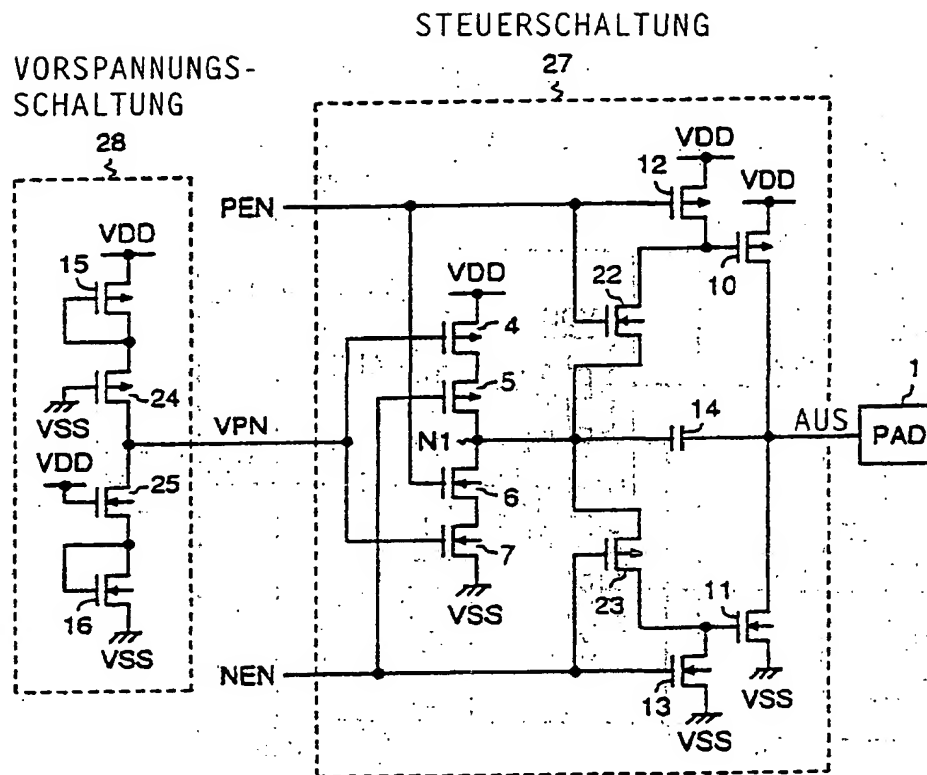 STEUERSCHALTUNG
27
VORSPANNUNGS-
SCHALTUNG
28
VDD
12
VDD
PEN
VDD
15
22
10
VDD
4
24
VSS
5
14
1
VPN
N1
AUS
PAD
VDD
25
6
7
23
11
16
VSS
VSS
NEN
13
VSS
VSS